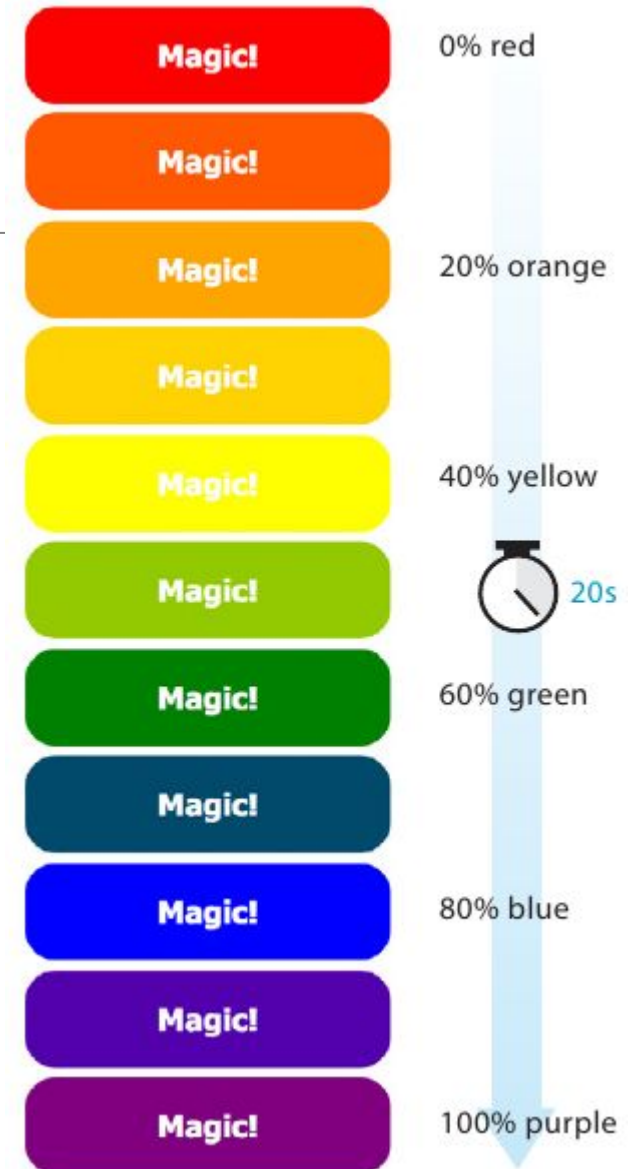 Magic! 0% red
Magic!
Magic! 20% orange
Magic!
Magic! 40% yellow
Magic! 20s
Magic! 60% green
Magic!
Magic! 80% blue
Magic!
Magic! 100% purple